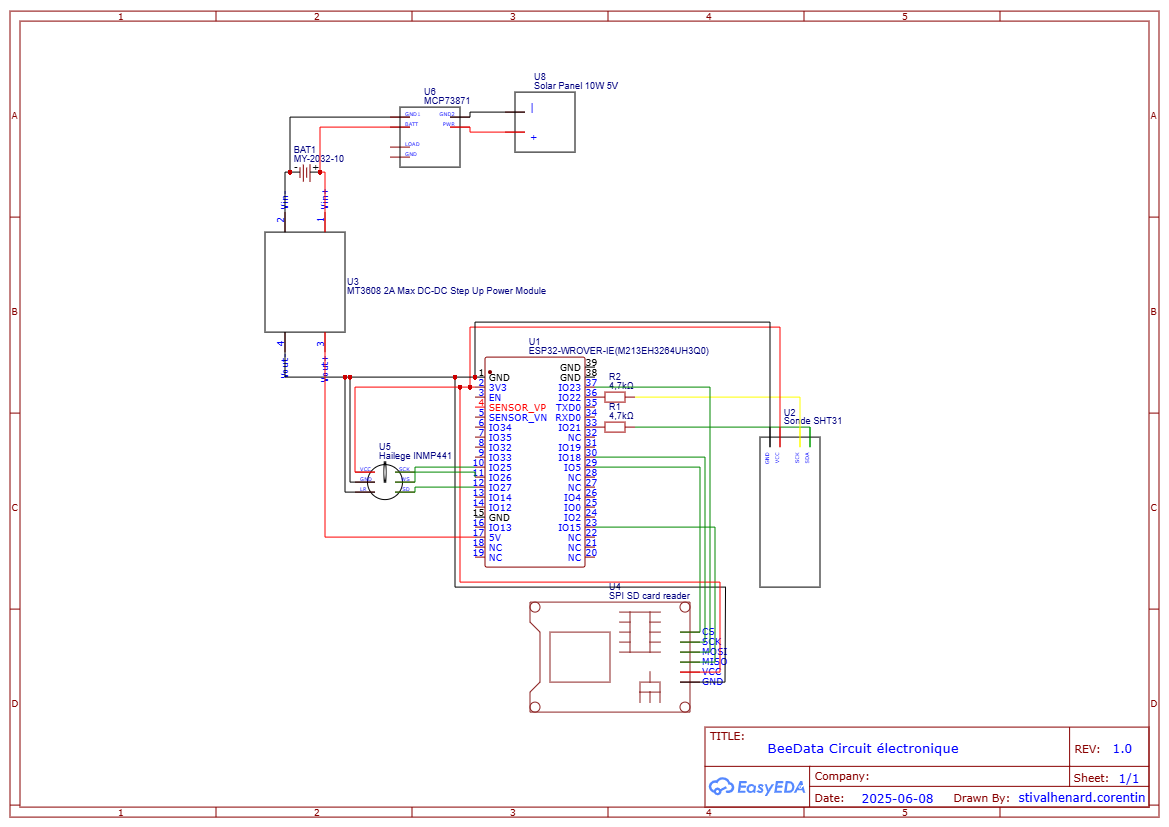 1 2 3 4 5
A A
B B
C C
D D
U8
Solar Panel 10W 5V
U6
MCP73871
GND1
BATT
LOAD
GND
GND2
PWR
|
+
BAT1
MY-2032-10
- +
Vin-
Vin+
2
1
U3
MT3608 2A Max DC-DC Step Up Power Module
4
3
Vout-
Vout+
U1
ESP32-WROVER-IE(M213EH3264UH3Q0)
1 GND
2 3V3
3 EN
4 SENSOR_VP
5 SENSOR_VN
6 IO34
7 IO35
8 IO32
9 IO33
10 IO25
11 IO26
12 IO27
13 IO14
14 IO12
15 GND
16 IO13
17 5V
18 NC
19 NC
GND 39
GND 38
IO23 37
IO22 36
TXD0 35
RXD0 34
IO21 33
NC 32
IO19 31
IO18 30
IO5 29
NC 28
NC 27
IO4 26
IO0 25
IO2 24
IO15 23
NC 22
NC 21
NC 20
R2
4,7kΩ
R1
4,7kΩ
U2
Sonde SHT31
GND
VCC
SCK
SDA
U5
Hailege INMP441
VCC
GND
LR
SCK
WS
SD
U4
SPI SD card reader
CS
SCK
MOSI
MISO
VCC
GND
TITLE:
BeeData Circuit électronique
REV: 1.0
EasyEDA
Company:
Sheet: 1/1
Date: 2025-06-08 Drawn By: stivalhenard.corentin
1 2 3 4 5